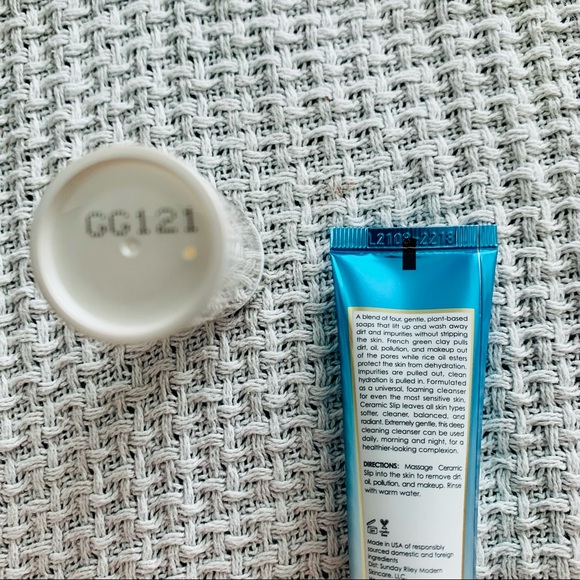 GG121
L2109-2218
A blend of four, gentle, plant-based
soaps that lift up and wash away
dirt and impurities without stripping
the skin. French green clay pulls
dirt, oil, pollution, and makeup out
of the pores while rice oil esters
protect the skin from dehydration.
Impurities are pulled out, clean
hydration is pulled in. Formulated
as a universal, foaming cleanser
for even the most sensitive skin,
Ceramic Slip leaves all skin types
softer, cleaner, balanced, and
radiant. Extremely gentle, this deep
cleaning cleanser can be used
daily, morning and night, for a
healthier-looking complexion.
DIRECTIONS: Massage Ceramic
Slip into the skin to remove dirt,
oil, pollution, and makeup. Rinse
with warm water.
Made in USA of responsibly
sourced domestic and foreign
ingredients
Dist: Sunday Riley Modern
Skincare, LLC